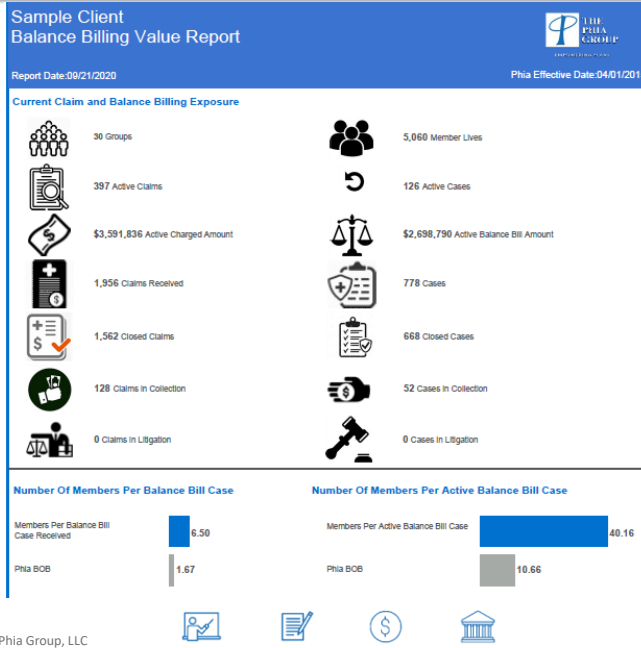 Sample Client
Balance Billing Value Report
THE
PHIA
GROUP
Report Date:09/21/2020
Phia Effective Date:04/01/201
Current Claim and Balance Billing Exposure
30 Groups
5,060 Member Lives
397 Active Claims
126 Active Cases
$3,591,836 Active Charged Amount
$2,698,790 Active Balance Bill Amount
1,956 Claims Received
778 Cases
1,562 Closed Claims
668 Closed Cases
128 Claims in Collection
52 Cases in Collection
0 Claims in Litigation
0 Cases in Litigation
Number Of Members Per Balance Bill Case
Number Of Members Per Active Balance Bill Case
Members Per Balance Bill
Case Received
6.50
Members Per Active Balance Bill Case
40.16
Phia BOB
1.67
Phia BOB
10.66
Phia Group, LLC